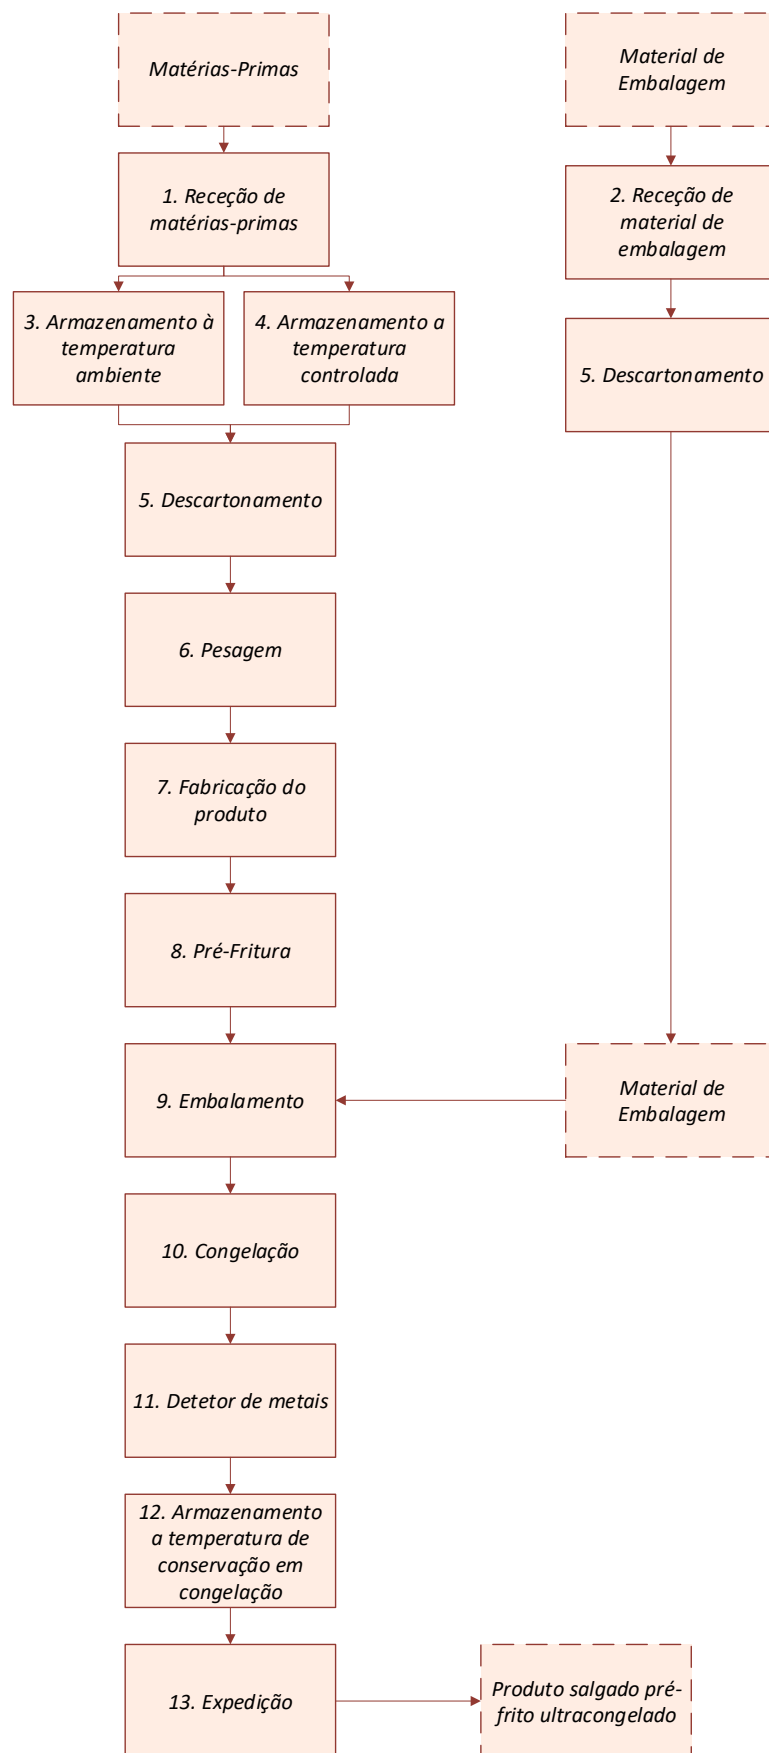 Matérias-Primas
Material de
Embalagem
1. Receção de
matérias-primas
2. Receção de
material de
embalagem
3. Armazenamento à
temperatura
ambiente
4. Armazenamento a
temperatura
controlada
5. Descartonamento
5. Descartonamento
6. Pesagem
7. Fabricação do
produto
8. Pré-Fritura
9. Embalamento
Material de
Embalagem
10. Congelação
11. Detetor de metais
12. Armazenamento
a temperatura de
conservação em
congelação
13. Expedição
Produto salgado pré-
frito ultracongelado